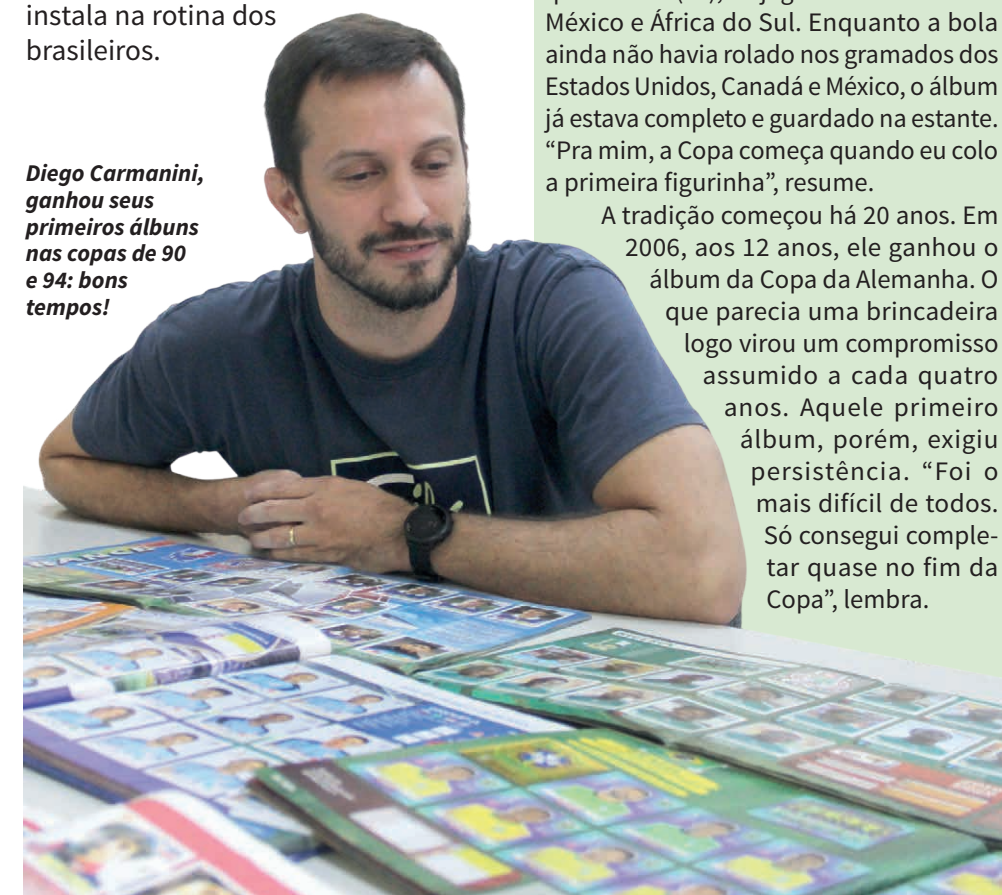 instala na rotina dos
brasileiros.
Diego Carmanini,
ganhou seus
primeiros álbuns
nas copas de 90
e 94: bons
tempos!
México e África do Sul. Enquanto a bola
ainda não havia rolado nos gramados dos
Estados Unidos, Canadá e México, o álbum
já estava completo e guardado na estante.
“Pra mim, a Copa começa quando eu colo
a primeira figurinha”, resume.
A tradição começou há 20 anos. Em
2006, aos 12 anos, ele ganhou o
álbum da Copa da Alemanha. O
que parecia uma brincadeira
logo virou um compromisso
assumido a cada quatro
anos. Aquele primeiro
álbum, porém, exigiu
persistência. “Foi o
mais difícil de todos.
Só consegui comple-
tar quase no fim da
Copa”, lembra.